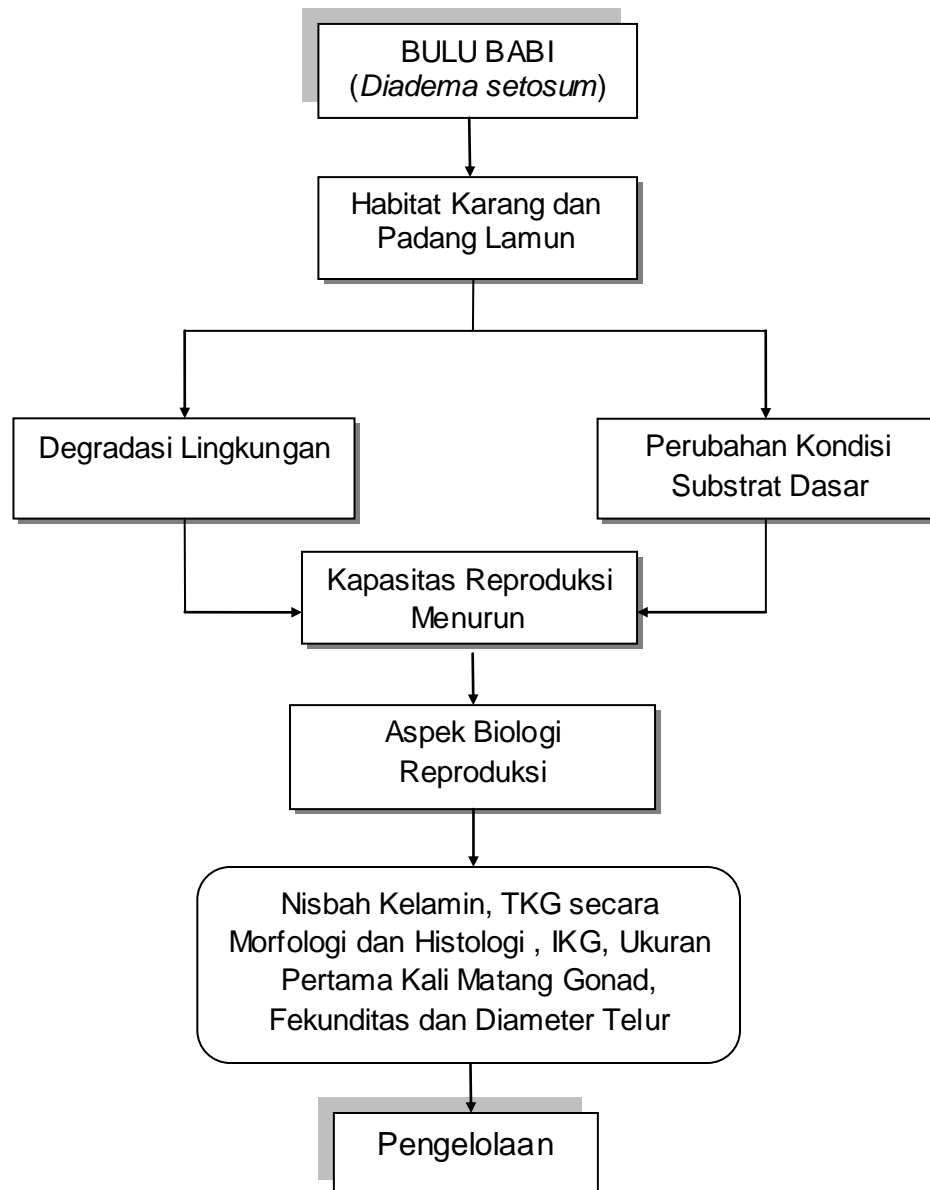 BULU BABI
(Diadema setosum)
Habitat Karang dan
Padang Lamun
Degradasi Lingkungan
Perubahan Kondisi
Substrat Dasar
Kapasitas Reproduksi
Menurun
Aspek Biologi
Reproduksi
Nisbah Kelamin, TKG secara
Morfologi dan Histologi , IKG, Ukuran
Pertama Kali Matang Gonad,
Fekunditas dan Diameter Telur
Pengelolaan